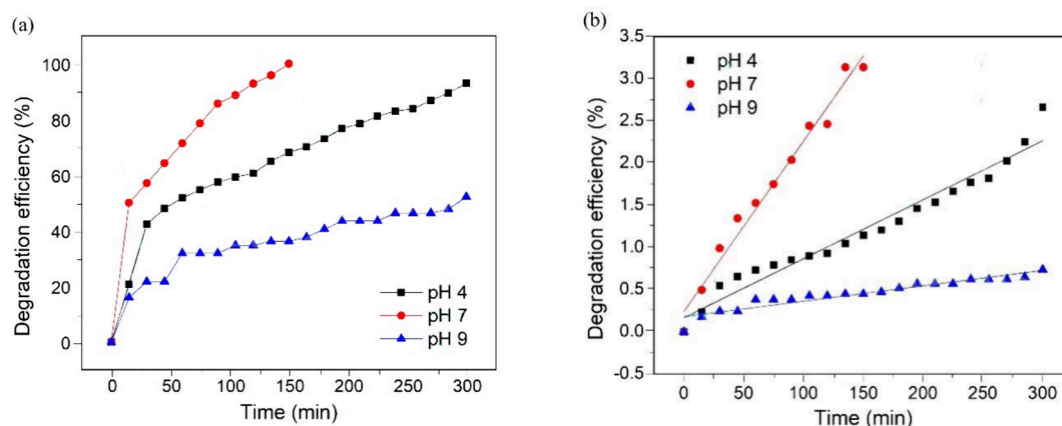 (a)
Degradation efficiency (%)
100
80
60
40
20
0
pH 4
pH 7
pH 9
0 50 100 150 200 250 300
Time (min)
(b)
Degradation efficiency (%)
3.5
3.0
2.5
2.0
1.5
1.0
0.5
0.0
-0.5
pH 4
pH 7
pH 9
0 50 100 150 200 250 300
Time (min)